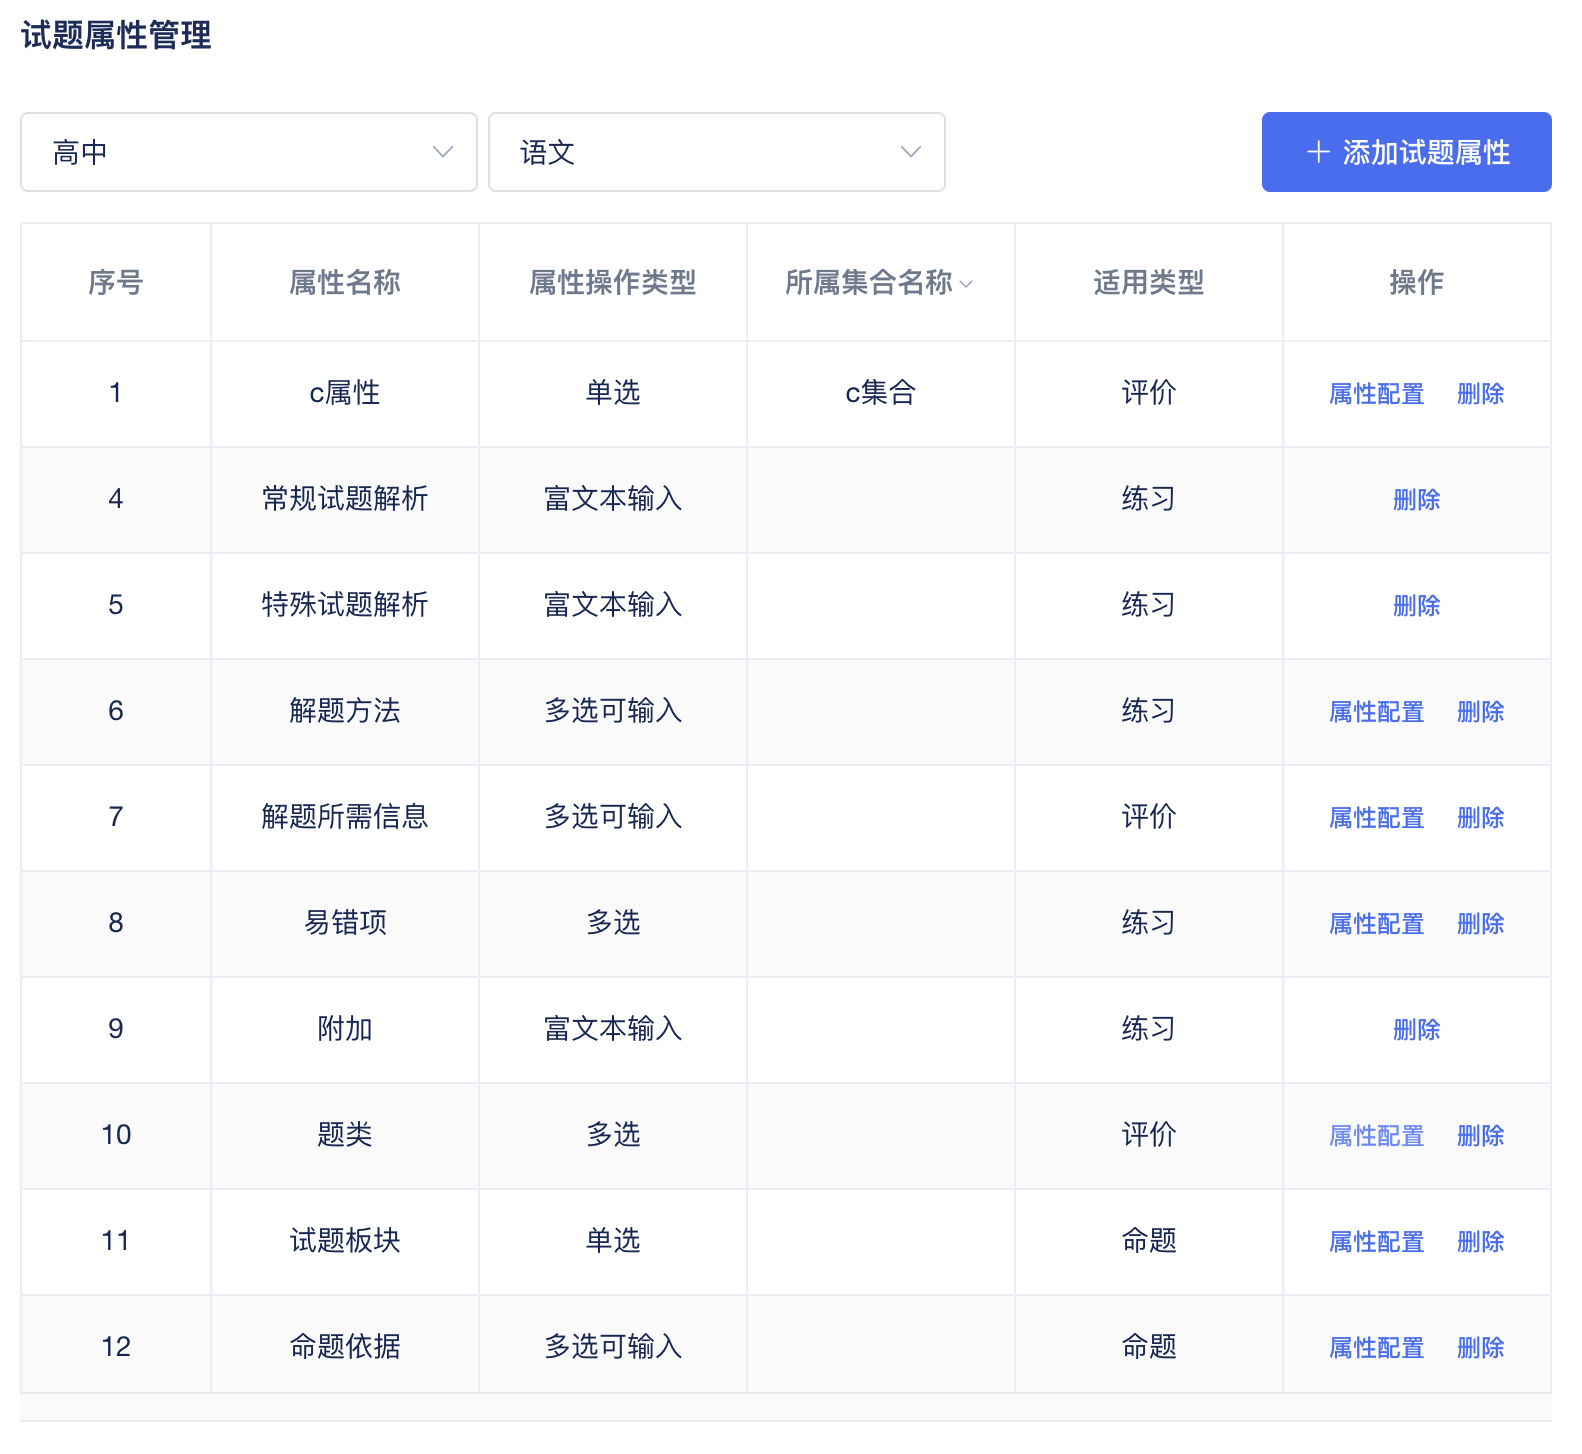 试题属性管理
高中 语文 添加试题属性
序号 属性名称 属性操作类型 所属集合名称 适用类型 操作
1 c属性 单选 c集合 评价 属性配置 删除
4 常规试题解析 富文本输入 练习 删除
5 特殊试题解析 富文本输入 练习 删除
6 解题方法 多选可输入 练习 属性配置 删除
7 解题所需信息 多选可输入 评价 属性配置 删除
8 易错项 多选 练习 属性配置 删除
9 附加 富文本输入 练习 删除
10 题类 多选 评价 属性配置 删除
11 试题板块 单选 命题 属性配置 删除
12 命题依据 多选可输入 命题 属性配置 删除